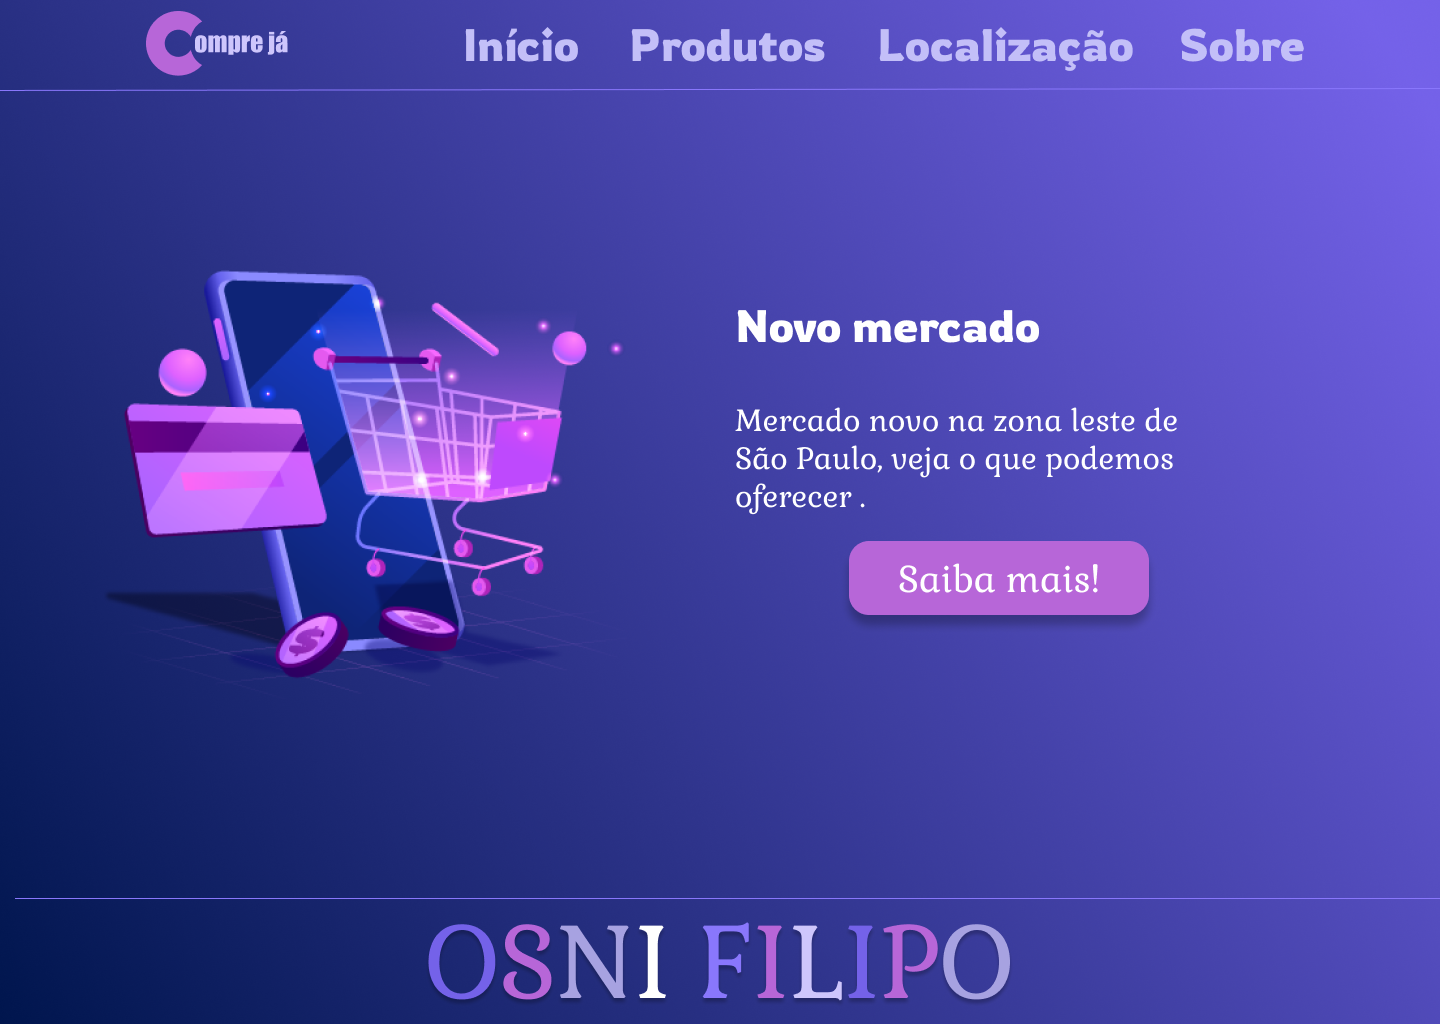 Compre já
Início Produtos Localização Sobre
Novo mercado
Mercado novo na zona leste de
São Paulo, veja o que podemos
oferecer .
Saiba mais!
$ $
OSNI FILIPO